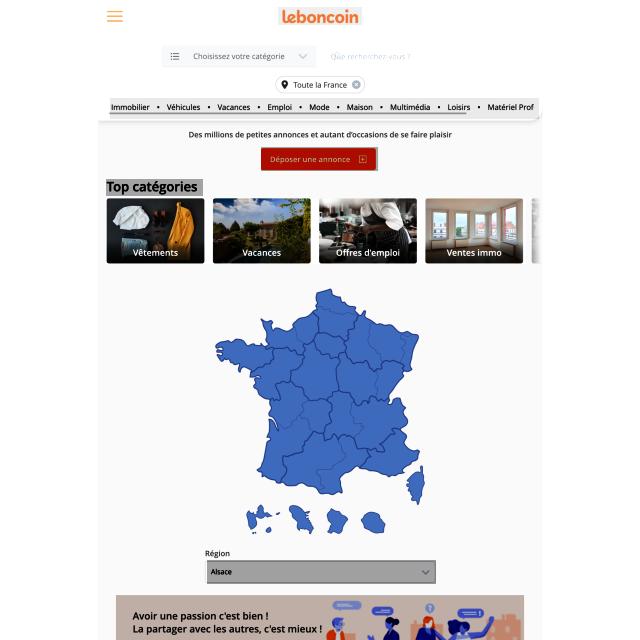 leboncoin
Choisissez votre catégorie
Que recherchez-vous ?
Toute la France
Immobilier • Véhicules • Vacances • Emploi • Mode • Maison • Multimédia • Loisirs • Matériel Prof
Des millions de petites annonces et autant d'occasions de se faire plaisir
Déposer une annonce
Top catégories
Vêtements
Vacances
Offres d'emploi
Ventes immo
Région
Alsace
Avoir une passion c'est bien !
La partager avec les autres, c'est mieux !